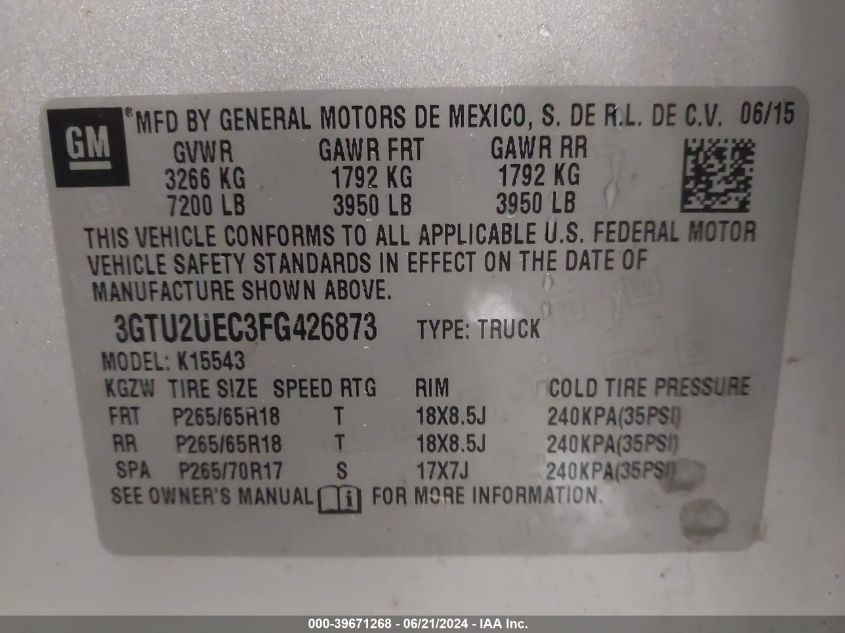 GM
*MFD BY GENERAL MOTORS DE MEXICO, S. DE R.L. DE C.V. 06/15
GVWR GAWR FRT GAWR RR
3266 KG 1792 KG 1792 KG
7200 LB 3950 LB 3950 LB
THIS VEHICLE CONFORMS TO ALL APPLICABLE U.S. FEDERAL MOTOR
VEHICLE SAFETY STANDARDS IN EFFECT ON THE DATE OF
MANUFACTURE SHOWN ABOVE.
3GTU2UEC3FG426873 TYPE: TRUCK
MODEL: K15543
KGZW TIRE SIZE SPEED RTG RIM COLD TIRE PRESSURE
FRT P265/65R18 T 18X8.5J 240KPA(35PSI)
RR P265/65R18 T 18X8.5J 240KPA(35PSI)
SPA P265/70R17 S 17X7J 240KPA(35PSI)
SEE OWNER'S MANUAL i FOR MORE INFORMATION.
000-39671268 - 06/21/2024 - IAA Inc.